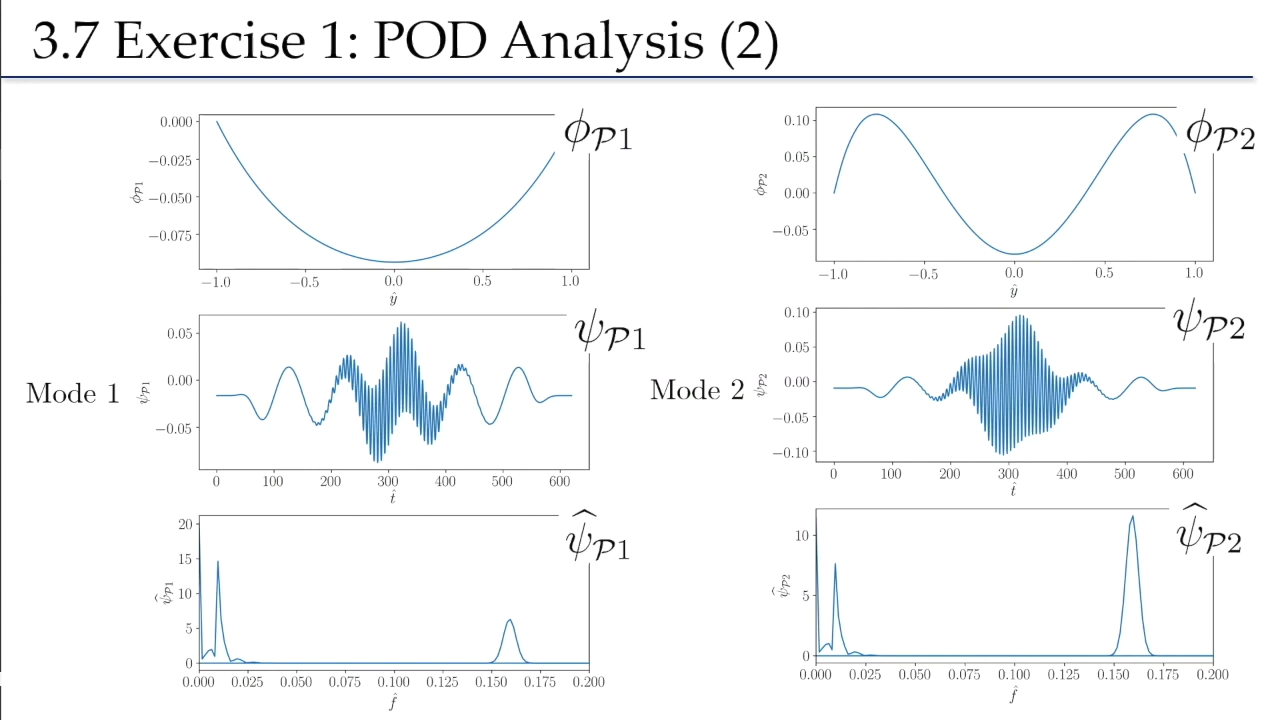 3.7 Exercise 1: POD Analysis (2)
ϕ𝒫1
0.000
−0.025
−0.050
−0.075
ϕ𝒫1
−1.0 −0.5 0.0 0.5 1.0
ŷ
ϕ𝒫2
0.10
0.05
0.00
−0.05
ϕ𝒫2
−1.0 −0.5 0.0 0.5 1.0
ŷ
Mode 1
ψ𝒫1
0.05
0.00
−0.05
ψ𝒫1
0 100 200 300 400 500 600
t̂
Mode 2
ψ𝒫2
0.10
0.05
0.00
−0.05
−0.10
ψ𝒫2
0 100 200 300 400 500 600
t̂
ψ̂𝒫1
20
15
10
5
0
ψ̂𝒫1
0.000 0.025 0.050 0.075 0.100 0.125 0.150 0.175 0.200
f̂
ψ̂𝒫2
10
5
0
ψ̂𝒫2
0.000 0.025 0.050 0.075 0.100 0.125 0.150 0.175 0.200
f̂